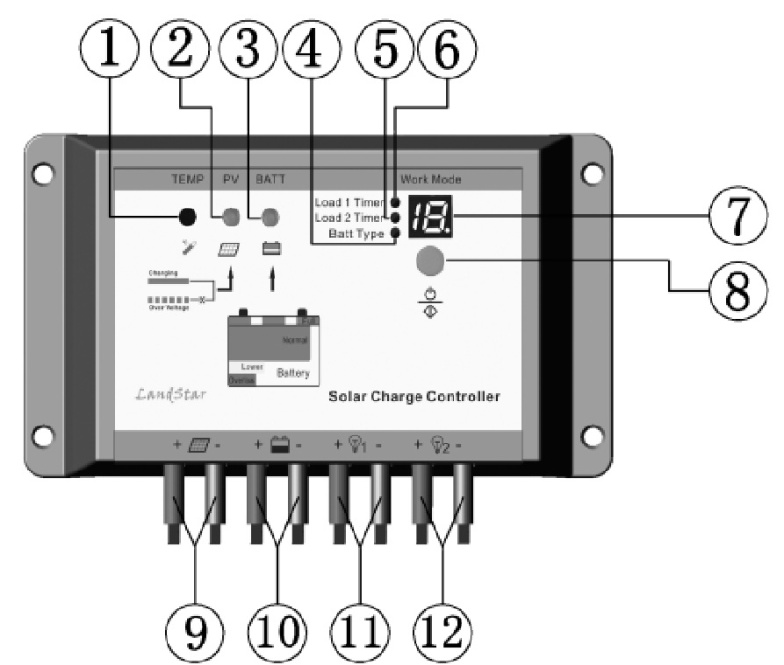 1 2 3 4 5 6
TEMP PV BATT Work Mode
Load 1 Timer
Load 2 Timer
Batt Type
18.
7
8
Charging
Over Voltage
Full
Normal
Lower
Battery
Overdis
LandStar
Solar Charge Controller
+ - + - + 1 - + 2 -
9 10 11 12